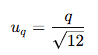 u_q = q / √12